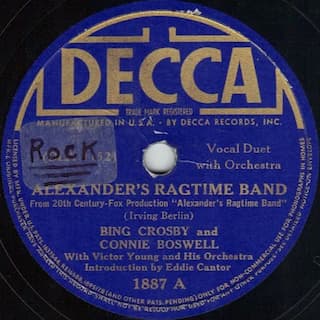 DECCA
TRADE MARK REGISTERED
MANUFACTURED IN U.S.A. - BY DECCA RECORDS, INC.
Rock
Vocal Duet
with Orchestra
ALEXANDER'S RAGTIME BAND
From 20th Century-Fox Production "Alexander's Ragtime Band"
(Irving Berlin)
BING CROSBY and
CONNIE BOSWELL
With Victor Young and His Orchestra
Introduction by Eddie Cantor
1887 A